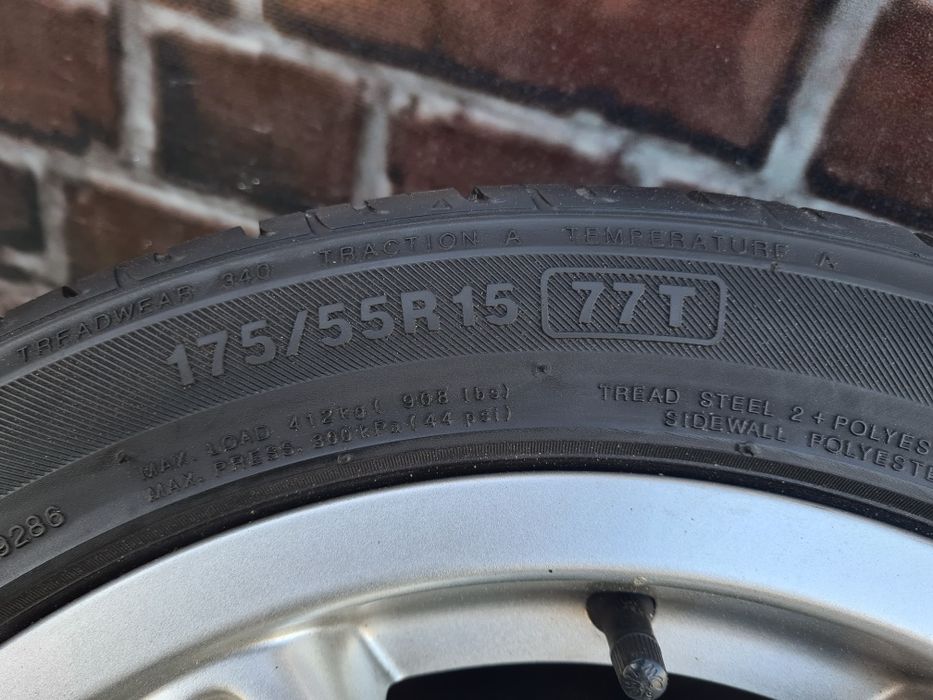 TREADWEAR 340 TRACTION A TEMPERATURE A
175/55R15 77T
MAX. LOAD 412kg ( 908 lbs)
MAX. PRESS. 300kPa (44 psi)
TREAD STEEL 2 + POLYES
SIDEWALL POLYESTE
9286